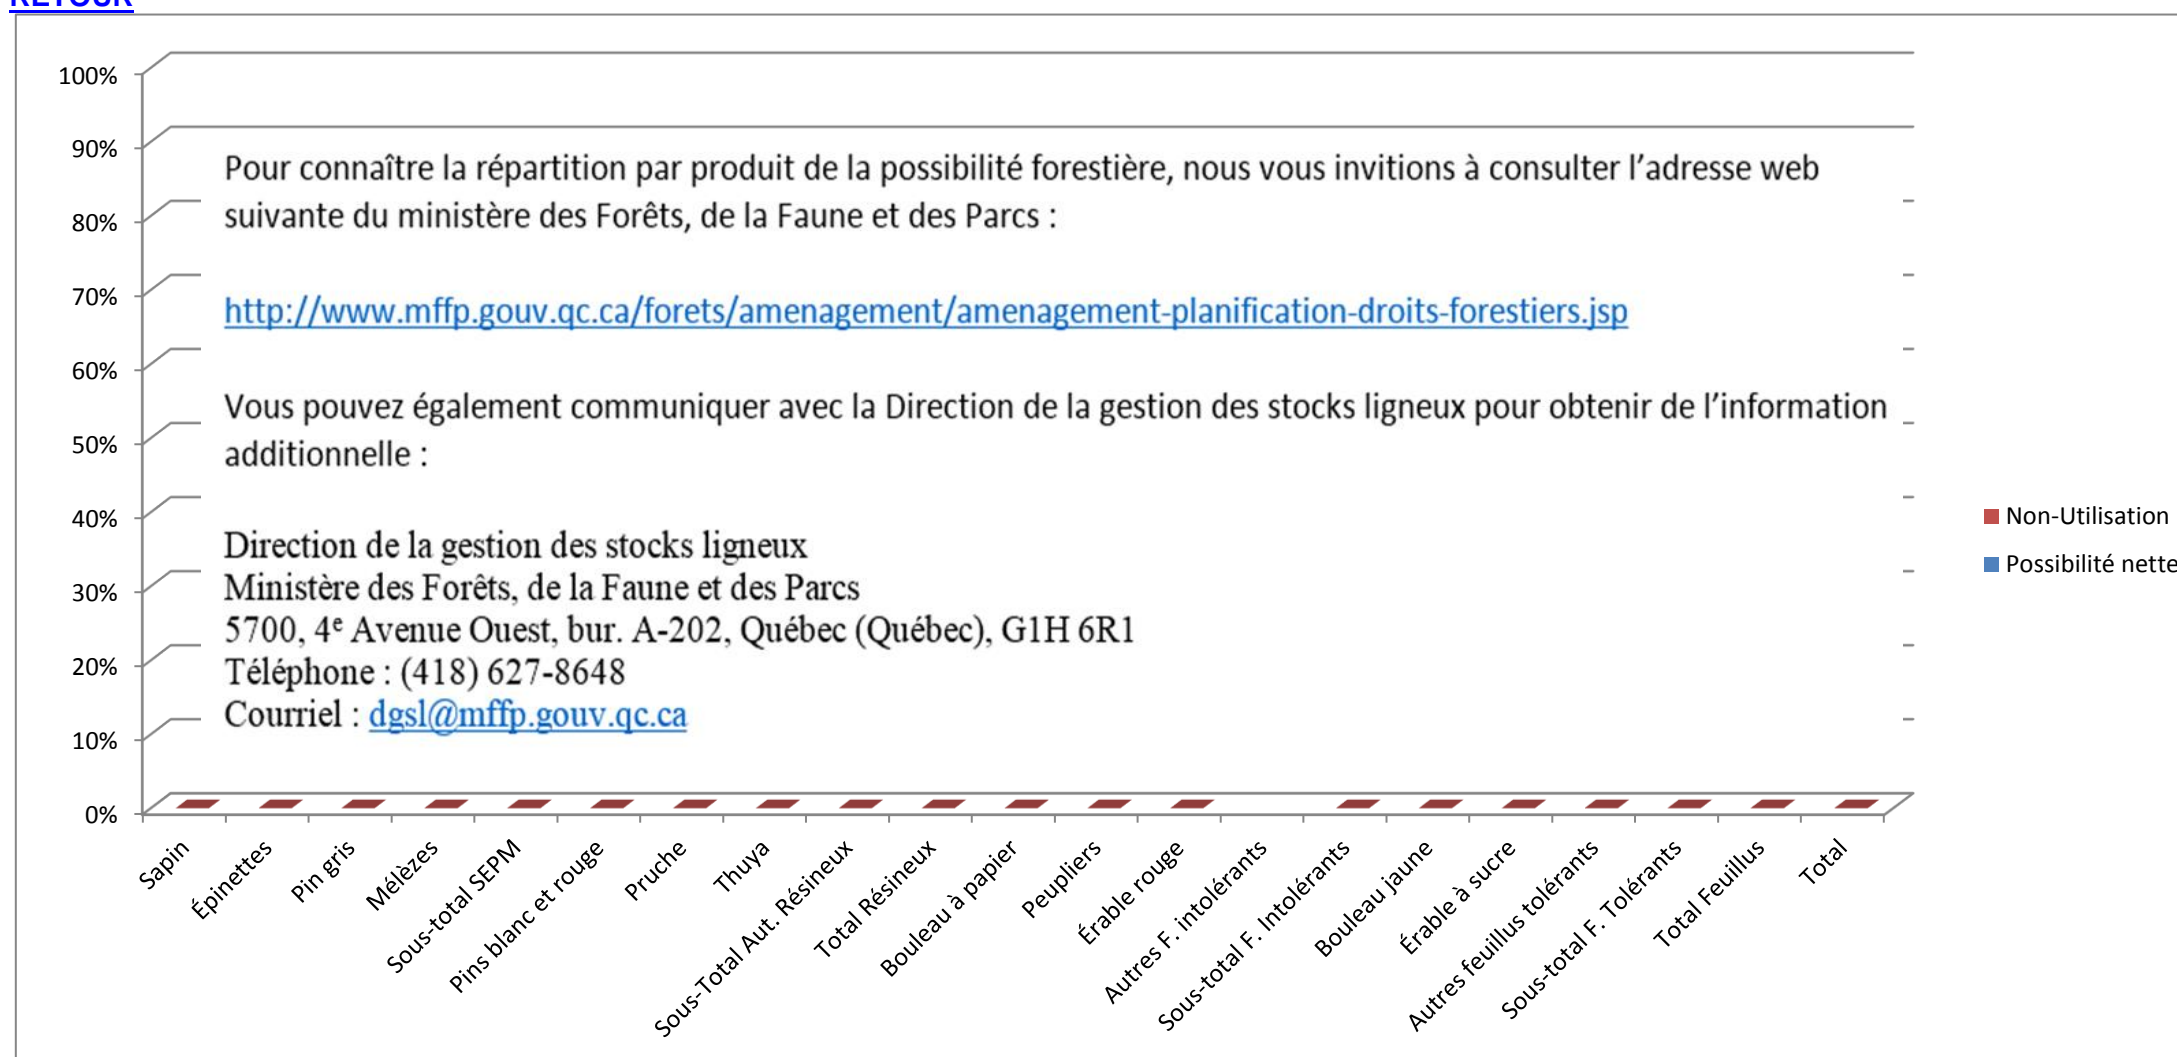 RETOUR
100%
90%
80%
70%
60%
50%
40%
30%
20%
10%
0%
Pour connaître la répartition par produit de la possibilité forestière, nous vous invitions à consulter l’adresse web
suivante du ministère des Forêts, de la Faune et des Parcs :
http://www.mffp.gouv.qc.ca/forets/amenagement/amenagement-planification-droits-forestiers.jsp
Vous pouvez également communiquer avec la Direction de la gestion des stocks ligneux pour obtenir de l’information
additionnelle :
Direction de la gestion des stocks ligneux
Ministère des Forêts, de la Faune et des Parcs
5700, 4e Avenue Ouest, bur. A-202, Québec (Québec), G1H 6R1
Téléphone : (418) 627-8648
Courriel : dgsl@mffp.gouv.qc.ca
Non-Utilisation
Possibilité nette
Sapin
Épinettes
Pin gris
Mélèzes
Sous-total SEPM
Pins blanc et rouge
Pruche
Thuya
Sous-Total Aut. Résineux
Total Résineux
Bouleau à papier
Peupliers
Érable rouge
Autres F. intolérants
Sous-total F. Intolérants
Bouleau jaune
Érable à sucre
Autres feuillus tolérants
Sous-total F. Tolérants
Total Feuillus
Total